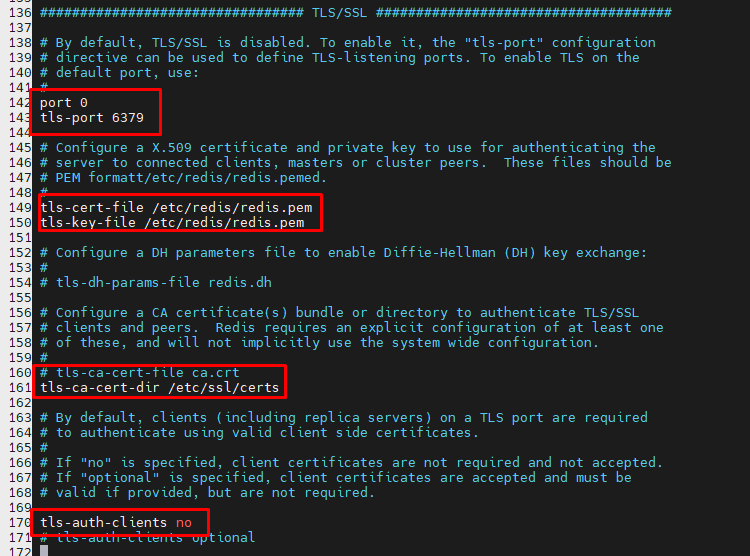 136 ################################# TLS/SSL #####################################
137
138 # By default, TLS/SSL is disabled. To enable it, the "tls-port" configuration
139 # directive can be used to define TLS-listening ports. To enable TLS on the
140 # default port, use:
141 #
142 port 0
143 tls-port 6379
144
145 # Configure a X.509 certificate and private key to use for authenticating the
146 # server to connected clients, masters or cluster peers.  These files should be
147 # PEM formatt/etc/redis/redis.pemed.
148 #
149 tls-cert-file /etc/redis/redis.pem
150 tls-key-file /etc/redis/redis.pem
151
152 # Configure a DH parameters file to enable Diffie-Hellman (DH) key exchange:
153 #
154 # tls-dh-params-file redis.dh
155
156 # Configure a CA certificate(s) bundle or directory to authenticate TLS/SSL
157 # clients and peers.  Redis requires an explicit configuration of at least one
158 # of these, and will not implicitly use the system wide configuration.
159 #
160 # tls-ca-cert-file ca.crt
161 tls-ca-cert-dir /etc/ssl/certs
162
163 # By default, clients (including replica servers) on a TLS port are required
164 # to authenticate using valid client side certificates.
165 #
166 # If "no" is specified, client certificates are not required and not accepted.
167 # If "optional" is specified, client certificates are accepted and must be
168 # valid if provided, but are not required.
169
170 tls-auth-clients no
171 # tls-auth-clients optional
172